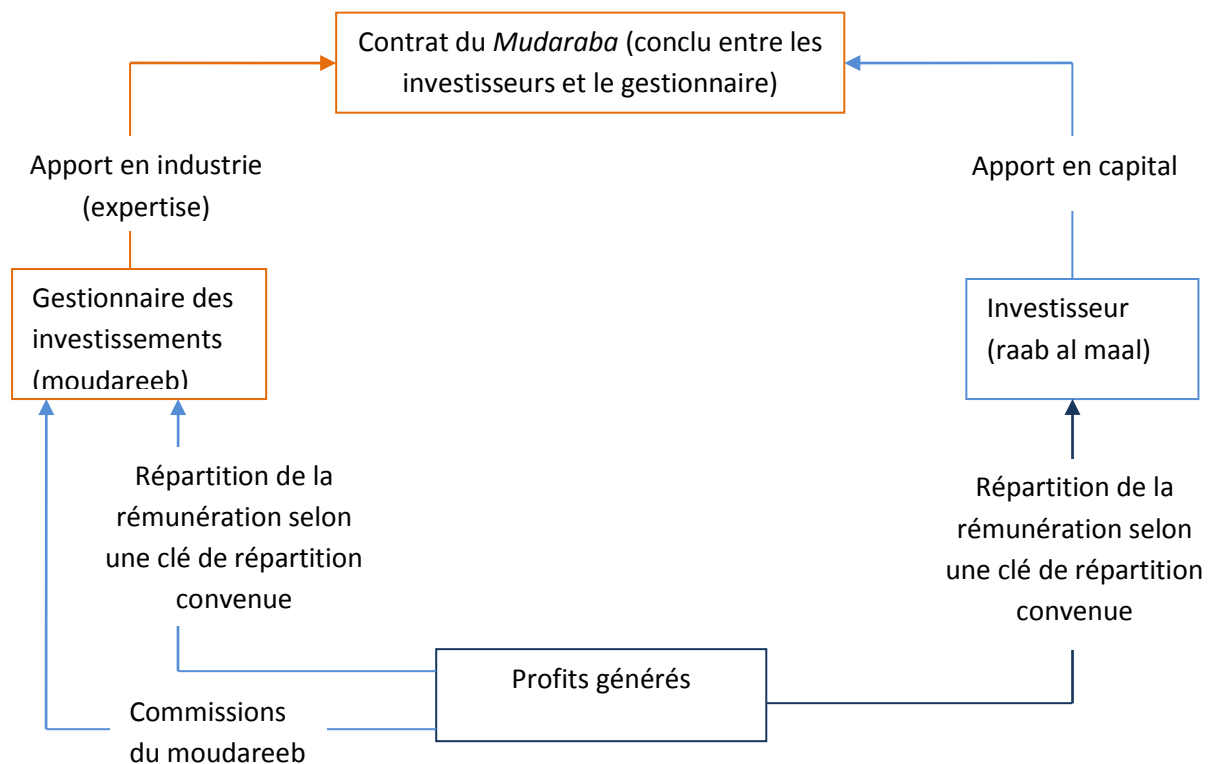 Contrat du Mudaraba (conclu entre les
investisseurs et le gestionnaire)
Apport en industrie
(expertise)
Apport en capital
Gestionnaire des
investissements
(moudareeb)
Investisseur
(raab al maal)
Répartition de la
rémunération selon
une clé de répartition
convenue
Répartition de la
rémunération selon
une clé de répartition
convenue
Profits générés
Commissions
du moudareeb